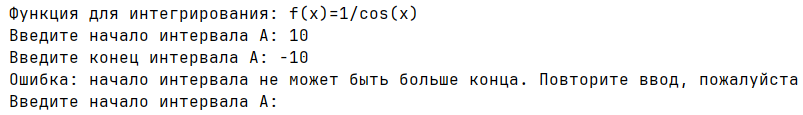 Функция для интегрирования: f(x)=1/cos(x)
Введите начало интервала A: 10
Введите конец интервала A: -10
Ошибка: начало интервала не может быть больше конца. Повторите ввод, пожалуйста
Введите начало интервала A: